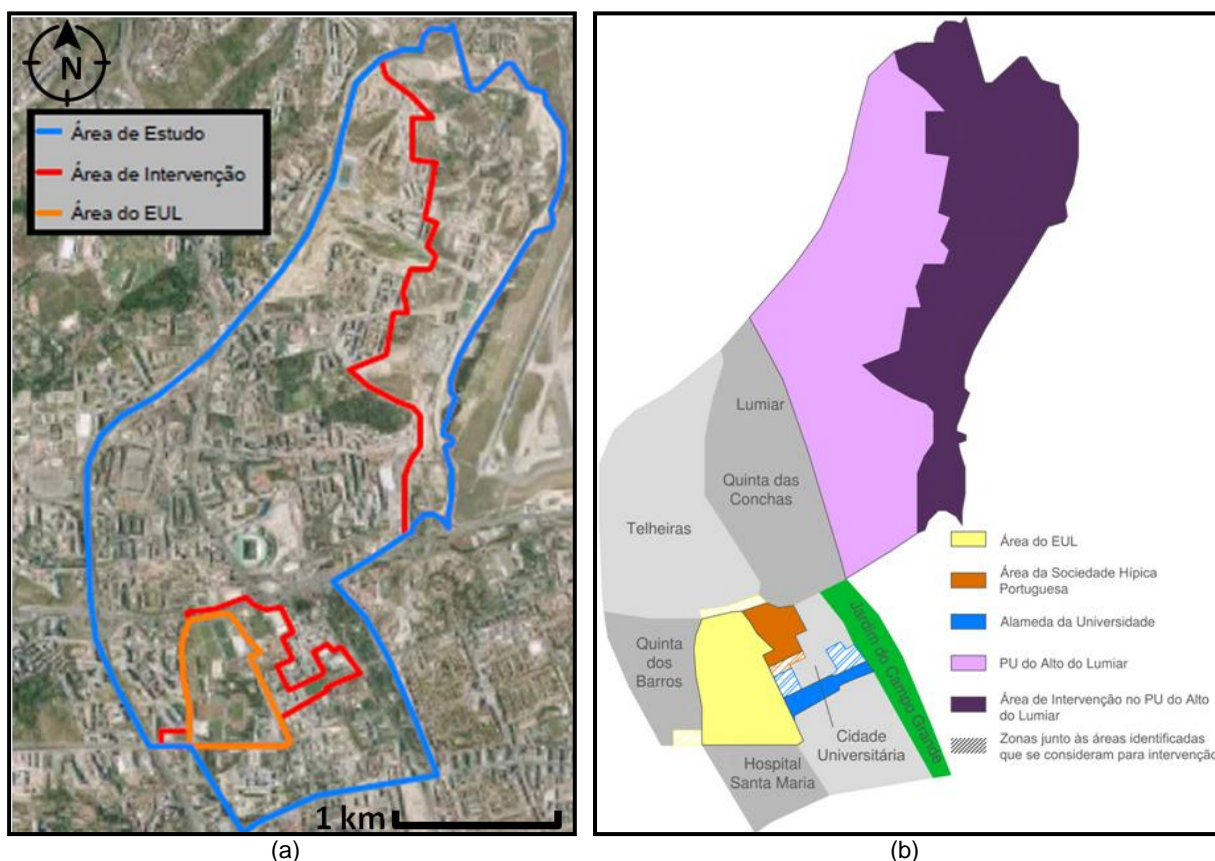 N
Área de Estudo
Área de Intervenção
Área do EUL
1 km
(a)
Lumiar
Quinta das
Conchas
Telheiras
Quinta
dos
Barros
Cidade
Universitária
Hospital
Santa Maria
Jardim do Campo Grande
Área do EUL
Área da Sociedade Hípica
Portuguesa
Alameda da Universidade
PU do Alto do Lumiar
Área de Intervenção no PU do Alto
do Lumiar
Zonas junto às áreas identificadas
que se consideram para intervenção
(b)